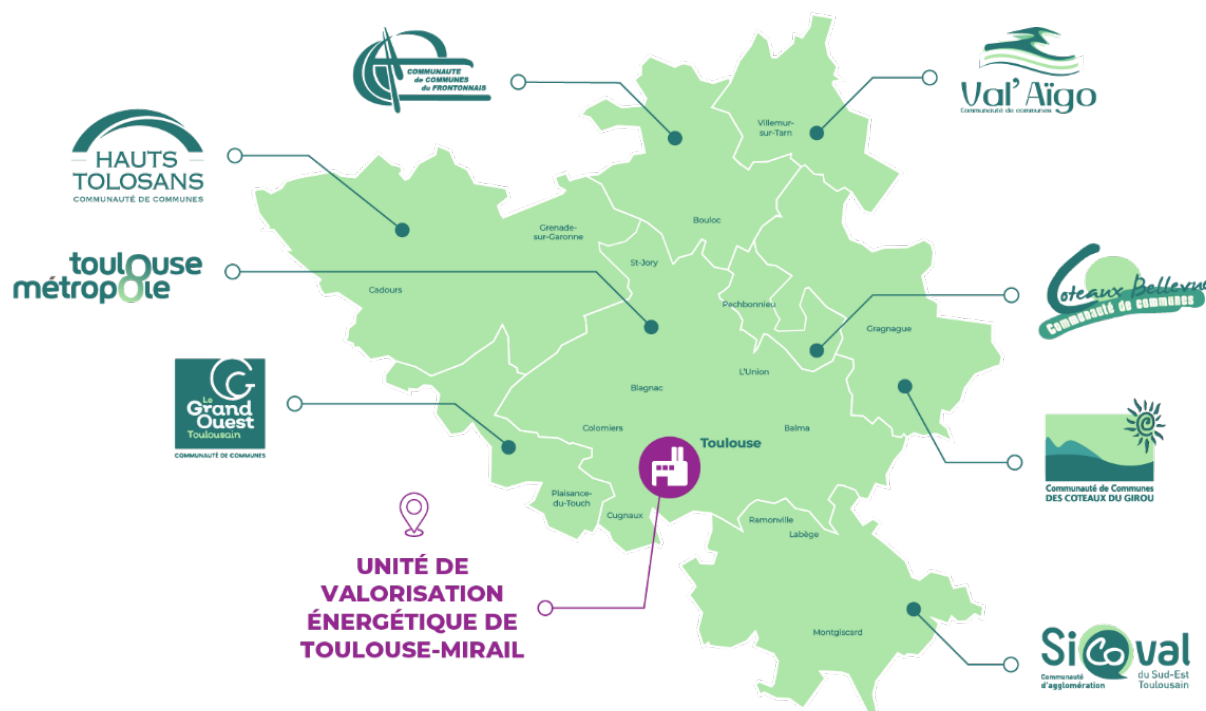 COMMUNAUTE
de COMMUNES
du FRONTONNAIS
Val'Aïgo
Communauté de communes
HAUTS
TOLOSANS
COMMUNAUTÉ DE COMMUNES
toulouse
métropole
Le
Grand
Ouest
Toulousain
COMMUNAUTÉ DE COMMUNES
Villemur-
sur-Tarn
Bouloc
Grenade-
sur-Garonne
St-Jory
Cadours
Pechbonnieu
Gragnague
L'Union
Blagnac
Colomiers
Balma
Toulouse
Plaisance-
du-Touch
Cugnaux
Ramonville
Labège
Montgiscard
Coteaux Bellevue
Communauté de communes
Communauté de Communes
DES COTEAUX DU GIROU
UNITÉ DE
VALORISATION
ÉNERGÉTIQUE DE
TOULOUSE-MIRAIL
SiCoval
Communauté
d'agglomération
du Sud-Est
Toulousain